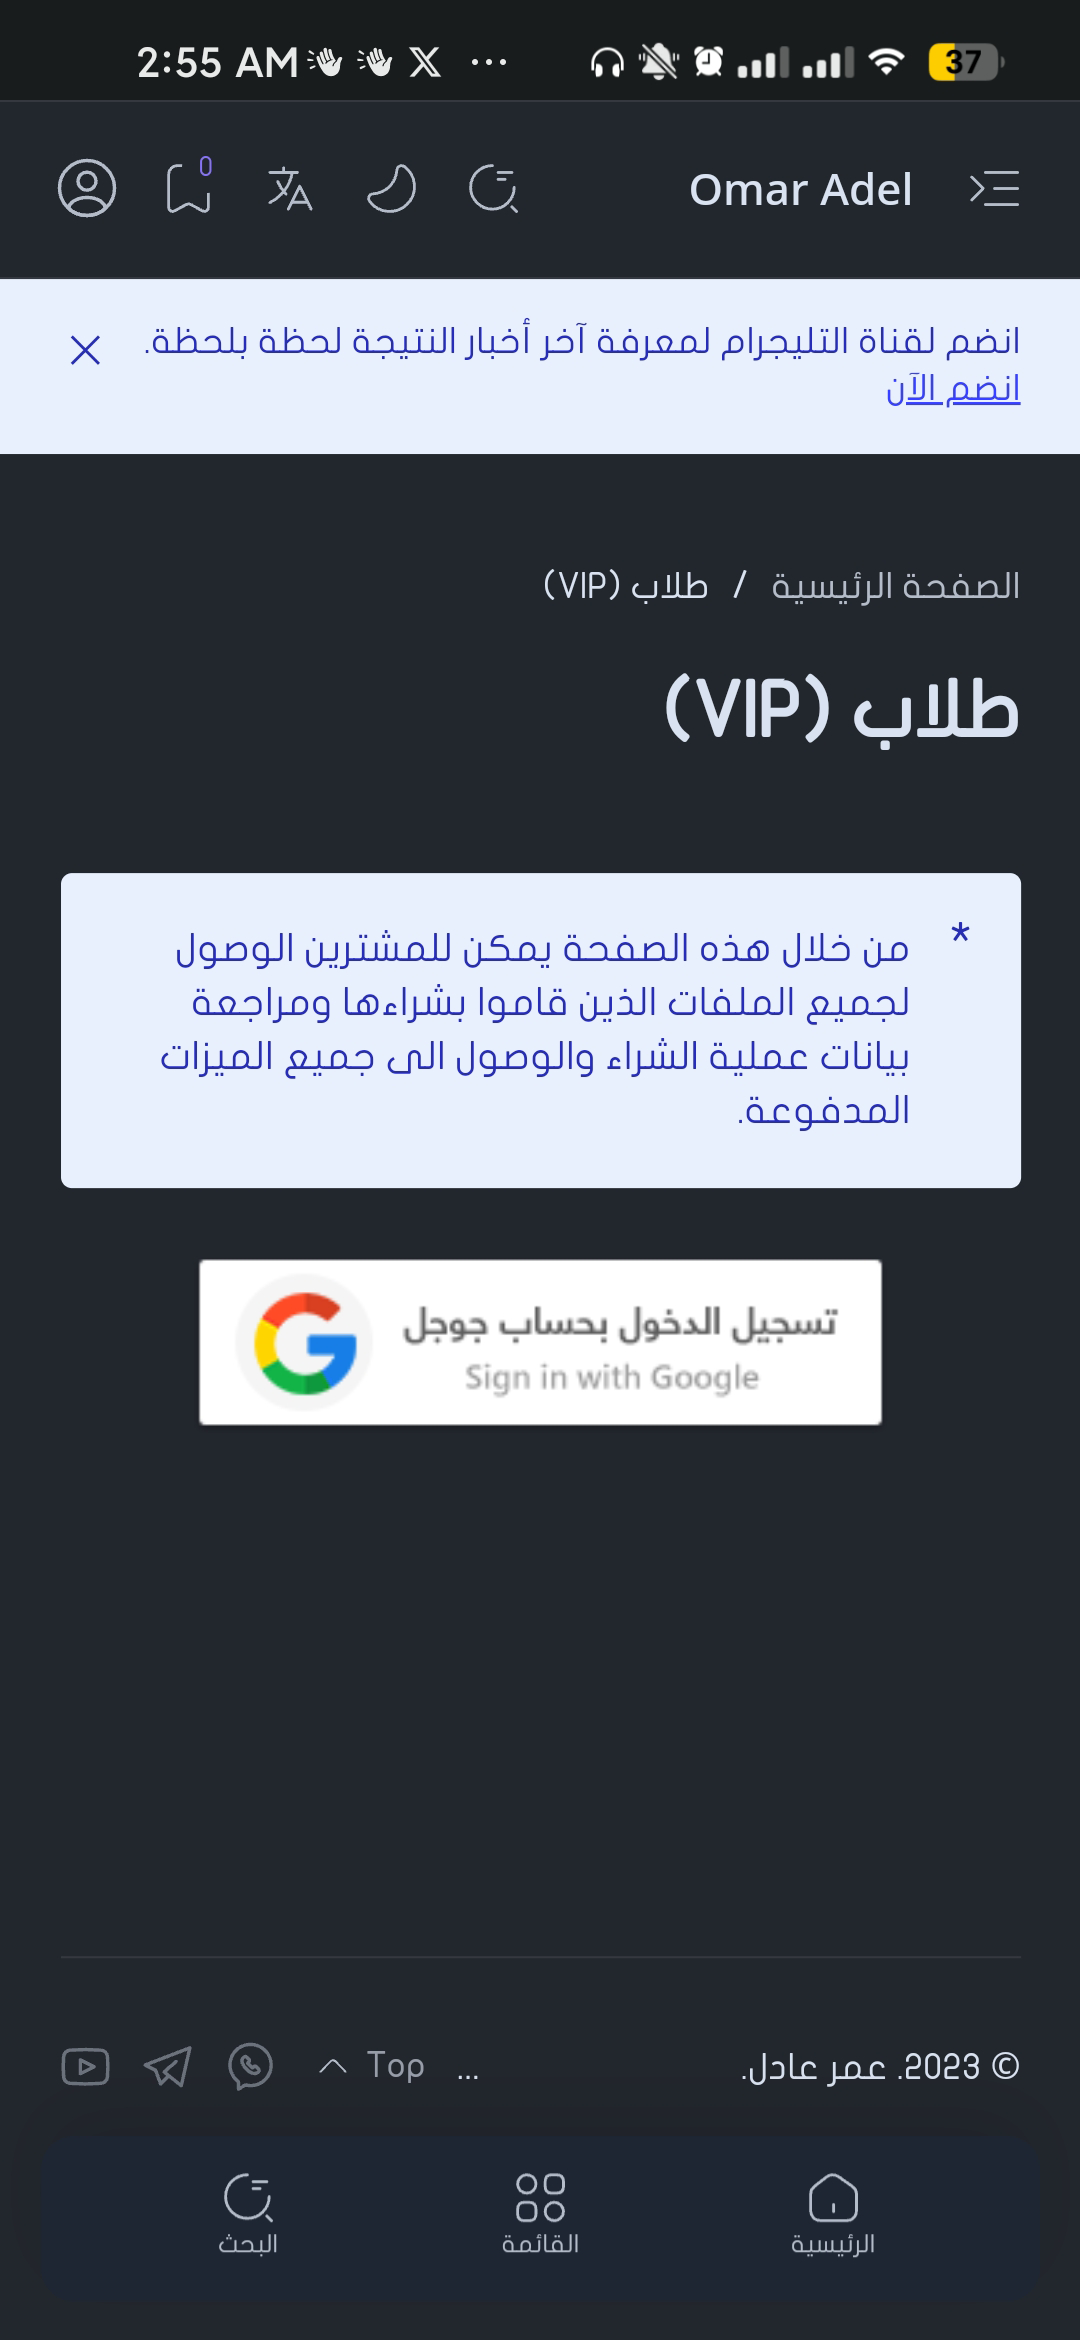 2:55 AM
37
0
Omar Adel
انضم لقناة التليجرام لمعرفة آخر أخبار النتيجة لحظة بلحظة.
انضم الآن
الصفحة الرئيسية / طلاب (VIP)
طلاب (VIP)
* من خلال هذه الصفحة يمكن للمشترين الوصول
لجميع الملفات الذين قاموا بشراءها ومراجعة
بيانات عملية الشراء والوصول الى جميع الميزات
المدفوعة.
تسجيل الدخول بحساب جوجل
Sign in with Google
© 2023. عمر عادل.
... Top
الرئيسية
القائمة
البحث